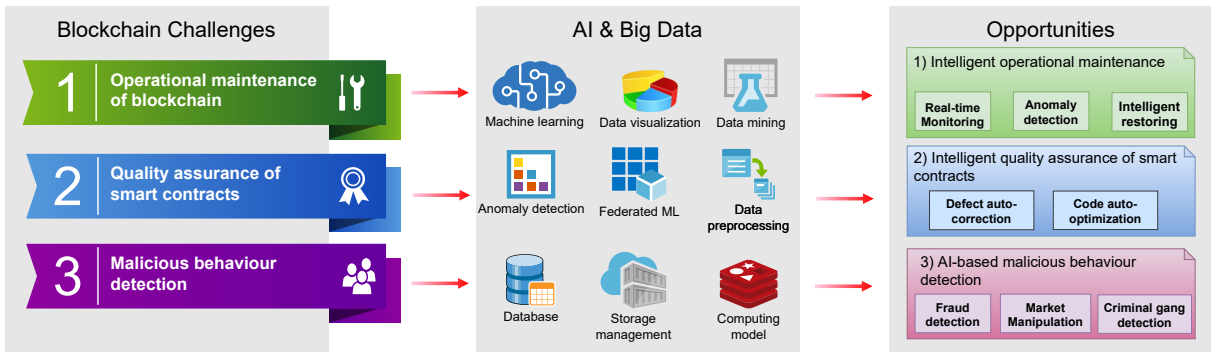 Blockchain Challenges
1
Operational maintenance
of blockchain
2
Quality assurance of
smart contracts
3
Malicious behaviour
detection
AI & Big Data
Machine learning
Data visualization
Data mining
Anomaly detection
Federated ML
Data
preprocessing
Database
Storage
management
Computing
model
Opportunities
1) Intelligent operational maintenance
Real-time
Monitoring
Anomaly
detection
Intelligent
restoring
2) Intelligent quality assurance of smart
contracts
Defect auto-
correction
Code auto-
optimization
3) AI-based malicious behaviour
detection
Fraud
detection
Market
Manipulation
Criminal gang
detection